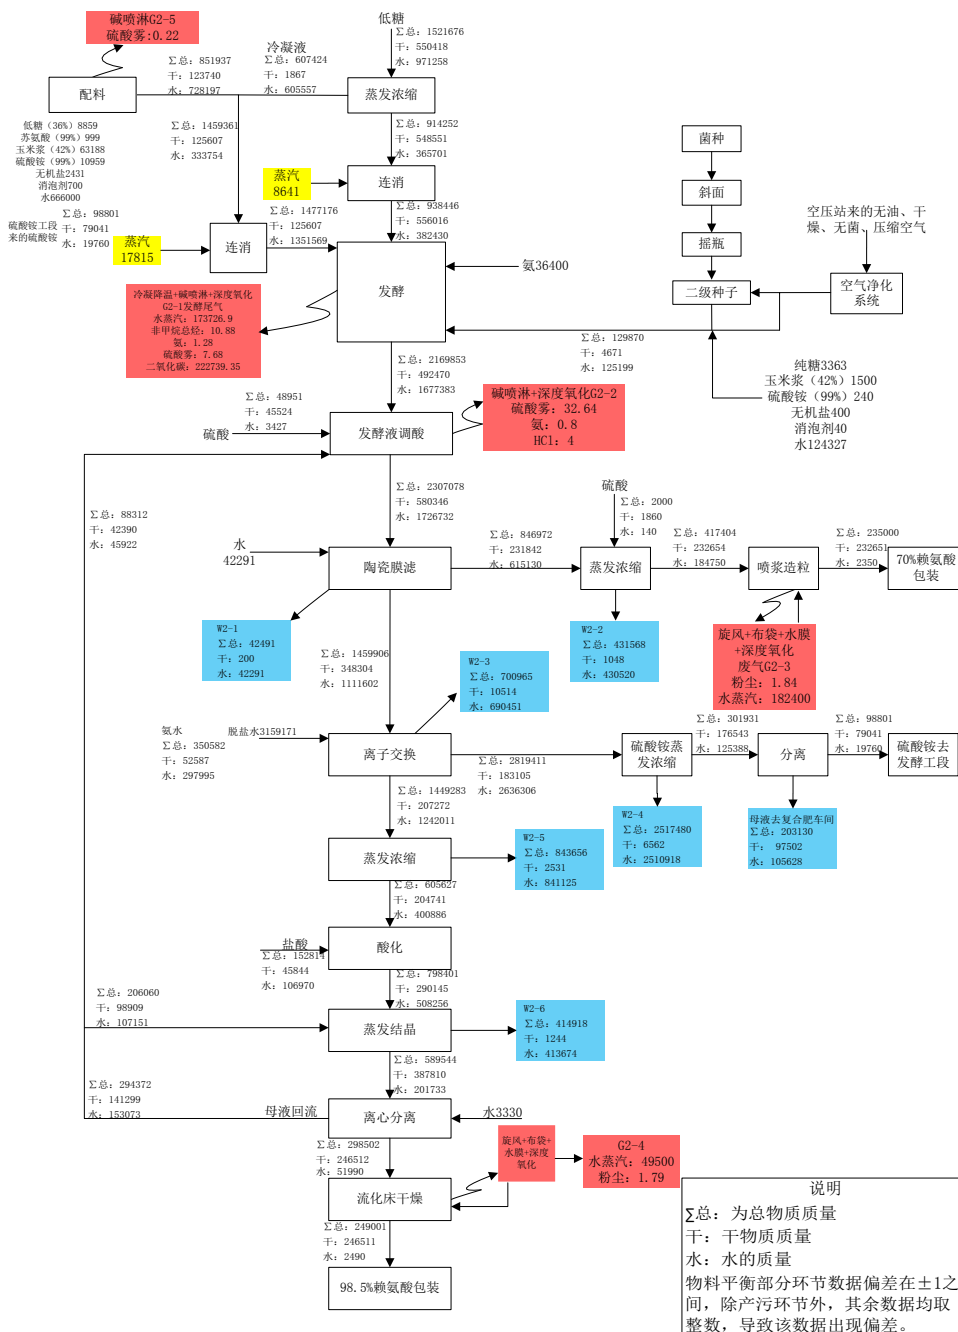 碱喷淋G2-5
硫酸雾:0.22
低糖
Σ总: 1521676
干: 550418
水: 971258
冷凝液
Σ总: 607424
干: 1867
水: 605557
Σ总: 851937
干: 123740
水: 728197
配料
蒸发浓缩
低糖（36%）8859
苏氨酸（99%）999
玉米浆（42%）63188
硫酸铵（99%）10959
无机盐2431
消泡剂700
水666000
Σ总: 1459361
干: 125607
水: 333754
Σ总: 914252
干: 548551
水: 365701
蒸汽
8641
连消
Σ总: 938446
干: 556016
水: 382430
硫酸铵工段
来的硫酸铵
Σ总: 98801
干: 79041
水: 19760
蒸汽
17815
连消
Σ总: 1477176
干: 125607
水: 1351569
发酵
氨36400
菌种
斜面
摇瓶
二级种子
空压站来的无油、干
燥、无菌、压缩空气
空气净化
系统
冷凝降温+碱喷淋+深度氧化
G2-1发酵尾气
水蒸汽: 173726.9
非甲烷总烃: 10.88
氨: 1.28
硫酸雾: 7.68
二氧化碳: 222739.35
Σ总: 129870
干: 4671
水: 125199
纯糖3363
玉米浆（42%）1500
硫酸铵（99%）240
无机盐400
消泡剂40
水124327
Σ总: 2169853
干: 492470
水: 1677383
Σ总: 48951
干: 45524
水: 3427
硫酸
发酵液调酸
碱喷淋+深度氧化G2-2
硫酸雾: 32.64
氨: 0.8
HCl: 4
Σ总: 2307078
干: 580346
水: 1726732
Σ总: 88312
干: 42390
水: 45922
水
42291
陶瓷膜滤
Σ总: 846972
干: 231842
水: 615130
硫酸
Σ总: 2000
干: 1860
水: 140
蒸发浓缩
Σ总: 417404
干: 232654
水: 184750
喷浆造粒
Σ总: 235000
干: 232651
水: 2350
70%赖氨酸
包装
W2-1
Σ总: 42491
干: 200
水: 42291
Σ总: 1459906
干: 348304
水: 1111602
W2-3
Σ总: 700965
干: 10514
水: 690451
W2-2
Σ总: 431568
干: 1048
水: 430520
旋风+布袋+水膜
+深度氧化
废气G2-3
粉尘: 1.84
水蒸汽: 182400
氨水
Σ总: 350582
干: 52587
水: 297995
脱盐水3159171
离子交换
Σ总: 2819411
干: 183105
水: 2636306
硫酸铵蒸
发浓缩
Σ总: 301931
干: 176543
水: 125388
分离
Σ总: 98801
干: 79041
水: 19760
硫酸铵去
发酵工段
Σ总: 1449283
干: 207272
水: 1242011
W2-4
Σ总: 2517480
干: 6562
水: 2510918
母液去复合肥车间
Σ总: 203130
干: 97502
水: 105628
蒸发浓缩
W2-5
Σ总: 843656
干: 2531
水: 841125
Σ总: 605627
干: 204741
水: 400886
盐酸
Σ总: 152814
干: 45844
水: 106970
酸化
Σ总: 798401
干: 290145
水: 508256
Σ总: 206060
干: 98909
水: 107151
蒸发结晶
W2-6
Σ总: 414918
干: 1244
水: 413674
Σ总: 589544
干: 387810
水: 201733
Σ总: 294372
干: 141299
水: 153073
母液回流
离心分离
水3330
Σ总: 298502
干: 246512
水: 51990
旋风+布袋+
水膜+深度
氧化
G2-4
水蒸汽: 49500
粉尘: 1.79
流化床干燥
Σ总: 249001
干: 246511
水: 2490
98.5%赖氨酸包装
说明
Σ总: 为总物质质量
干: 干物质质量
水: 水的质量
物料平衡部分环节数据偏差在±1之
间，除产污环节外，其余数据均取
整数，导致该数据出现偏差。